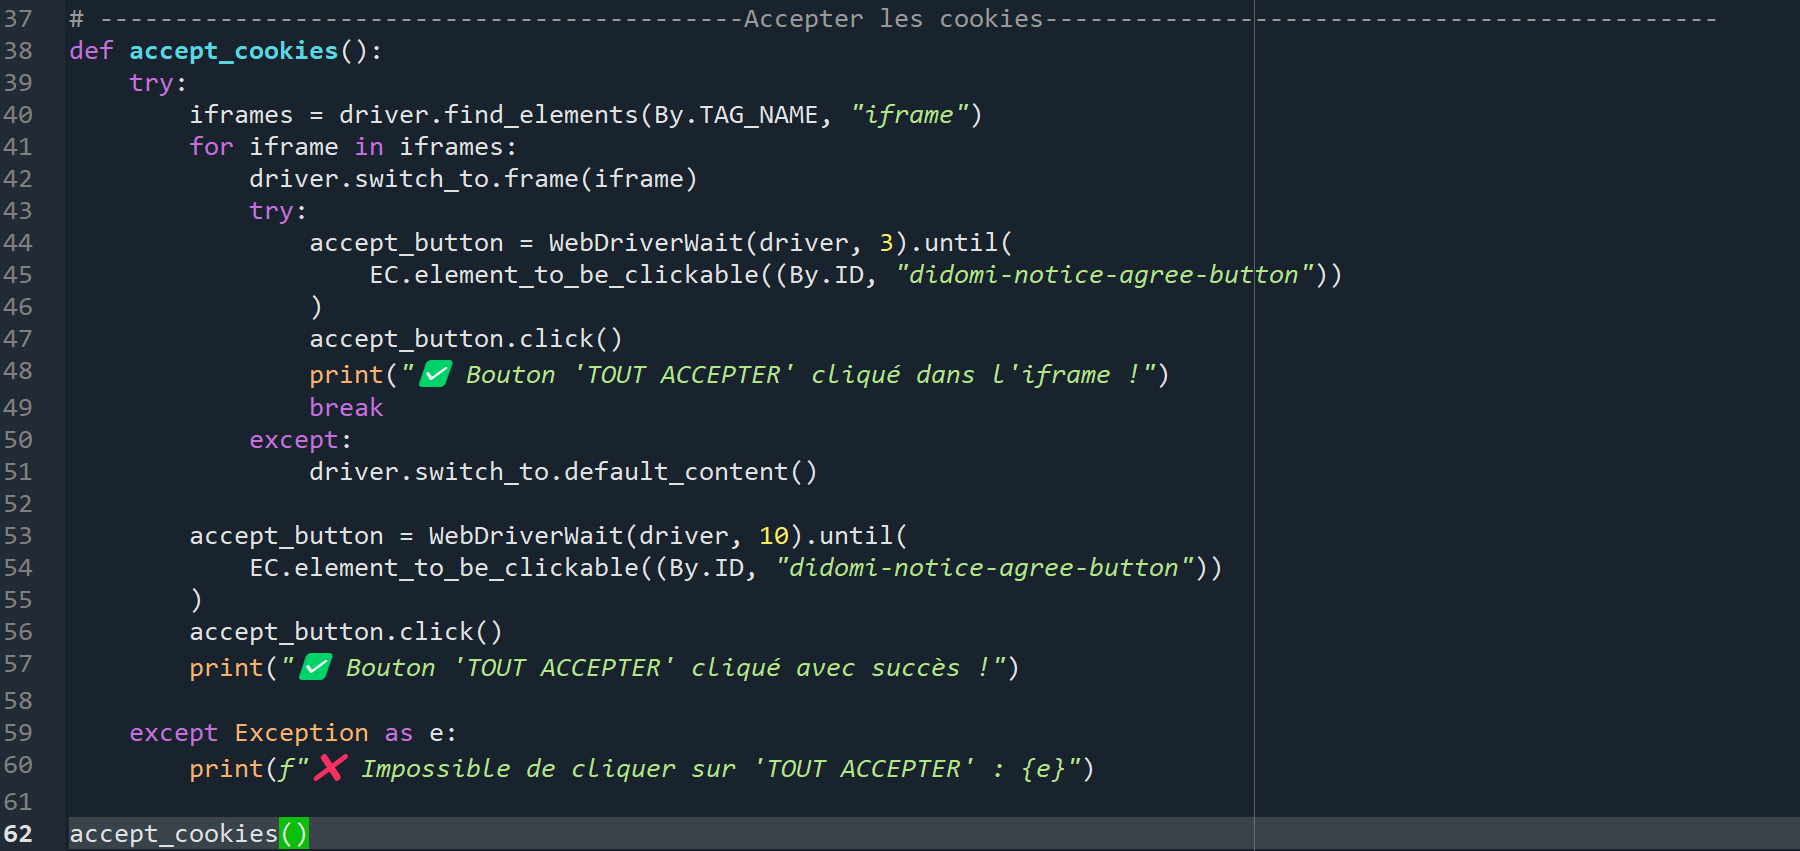 37 # -------------------------------------------Accepter les cookies---------------------------------------------
38 def accept_cookies():
39     try:
40         iframes = driver.find_elements(By.TAG_NAME, "iframe")
41         for iframe in iframes:
42             driver.switch_to.frame(iframe)
43             try:
44                 accept_button = WebDriverWait(driver, 3).until(
45                     EC.element_to_be_clickable((By.ID, "didomi-notice-agree-button"))
46                 )
47                 accept_button.click()
48                 print("✅ Bouton 'TOUT ACCEPTER' cliqué dans l'iframe !")
49                 break
50             except:
51                 driver.switch_to.default_content()
52
53         accept_button = WebDriverWait(driver, 10).until(
54             EC.element_to_be_clickable((By.ID, "didomi-notice-agree-button"))
55         )
56         accept_button.click()
57         print("✅ Bouton 'TOUT ACCEPTER' cliqué avec succès !")
58
59     except Exception as e:
60         print(f"❌ Impossible de cliquer sur 'TOUT ACCEPTER' : {e}")
61
62 accept_cookies()